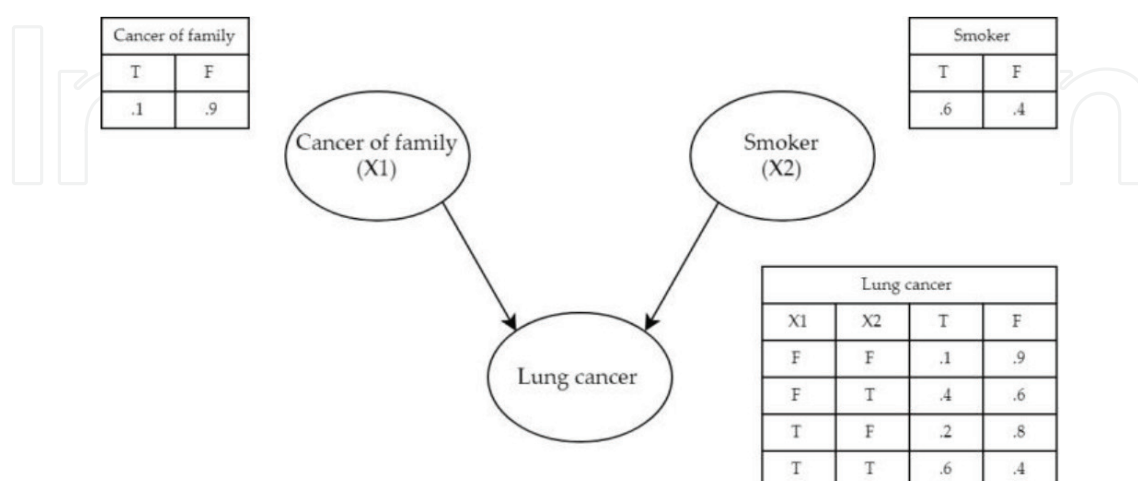 Cancer of family
T F
.1 .9
Smoker
T F
.6 .4
Cancer of family
(X1)
Smoker
(X2)
Lung cancer
Lung cancer
X1 X2 T F
F F .1 .9
F T .4 .6
T F .2 .8
T T .6 .4